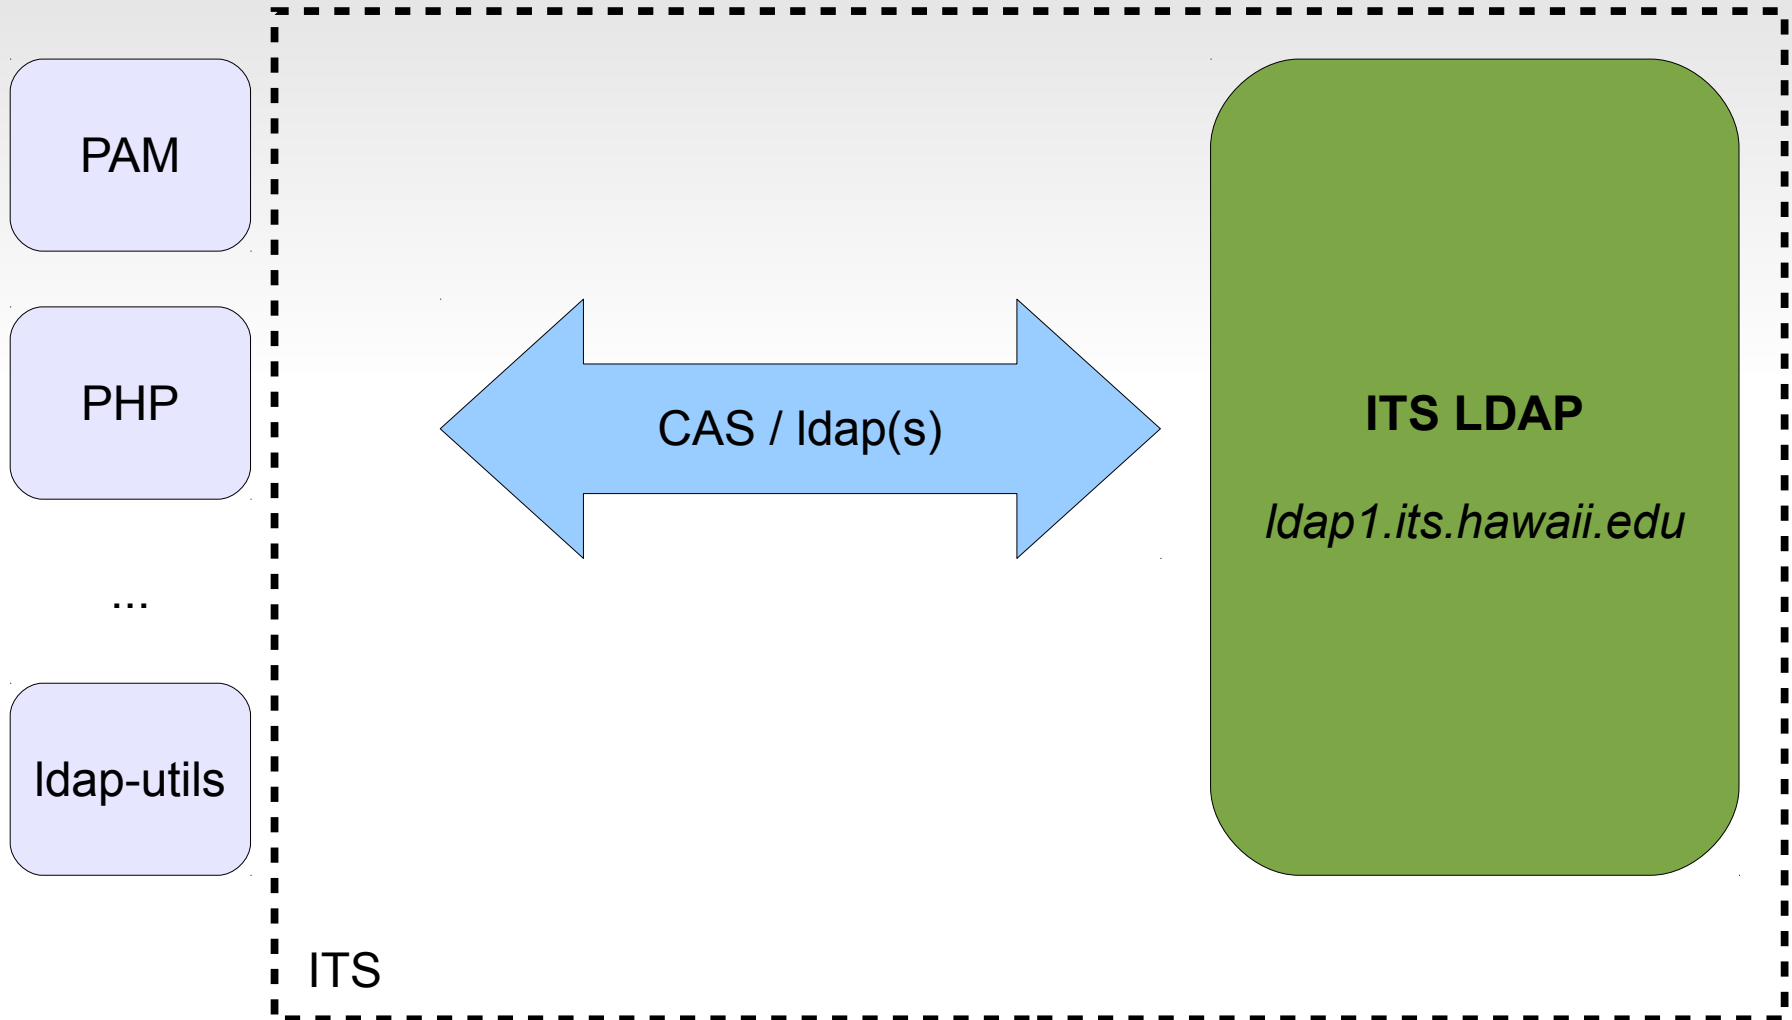 PAM
PHP
...
ldap-utils
CAS / ldap(s)
ITS LDAP
ldap1.its.hawaii.edu
ITS